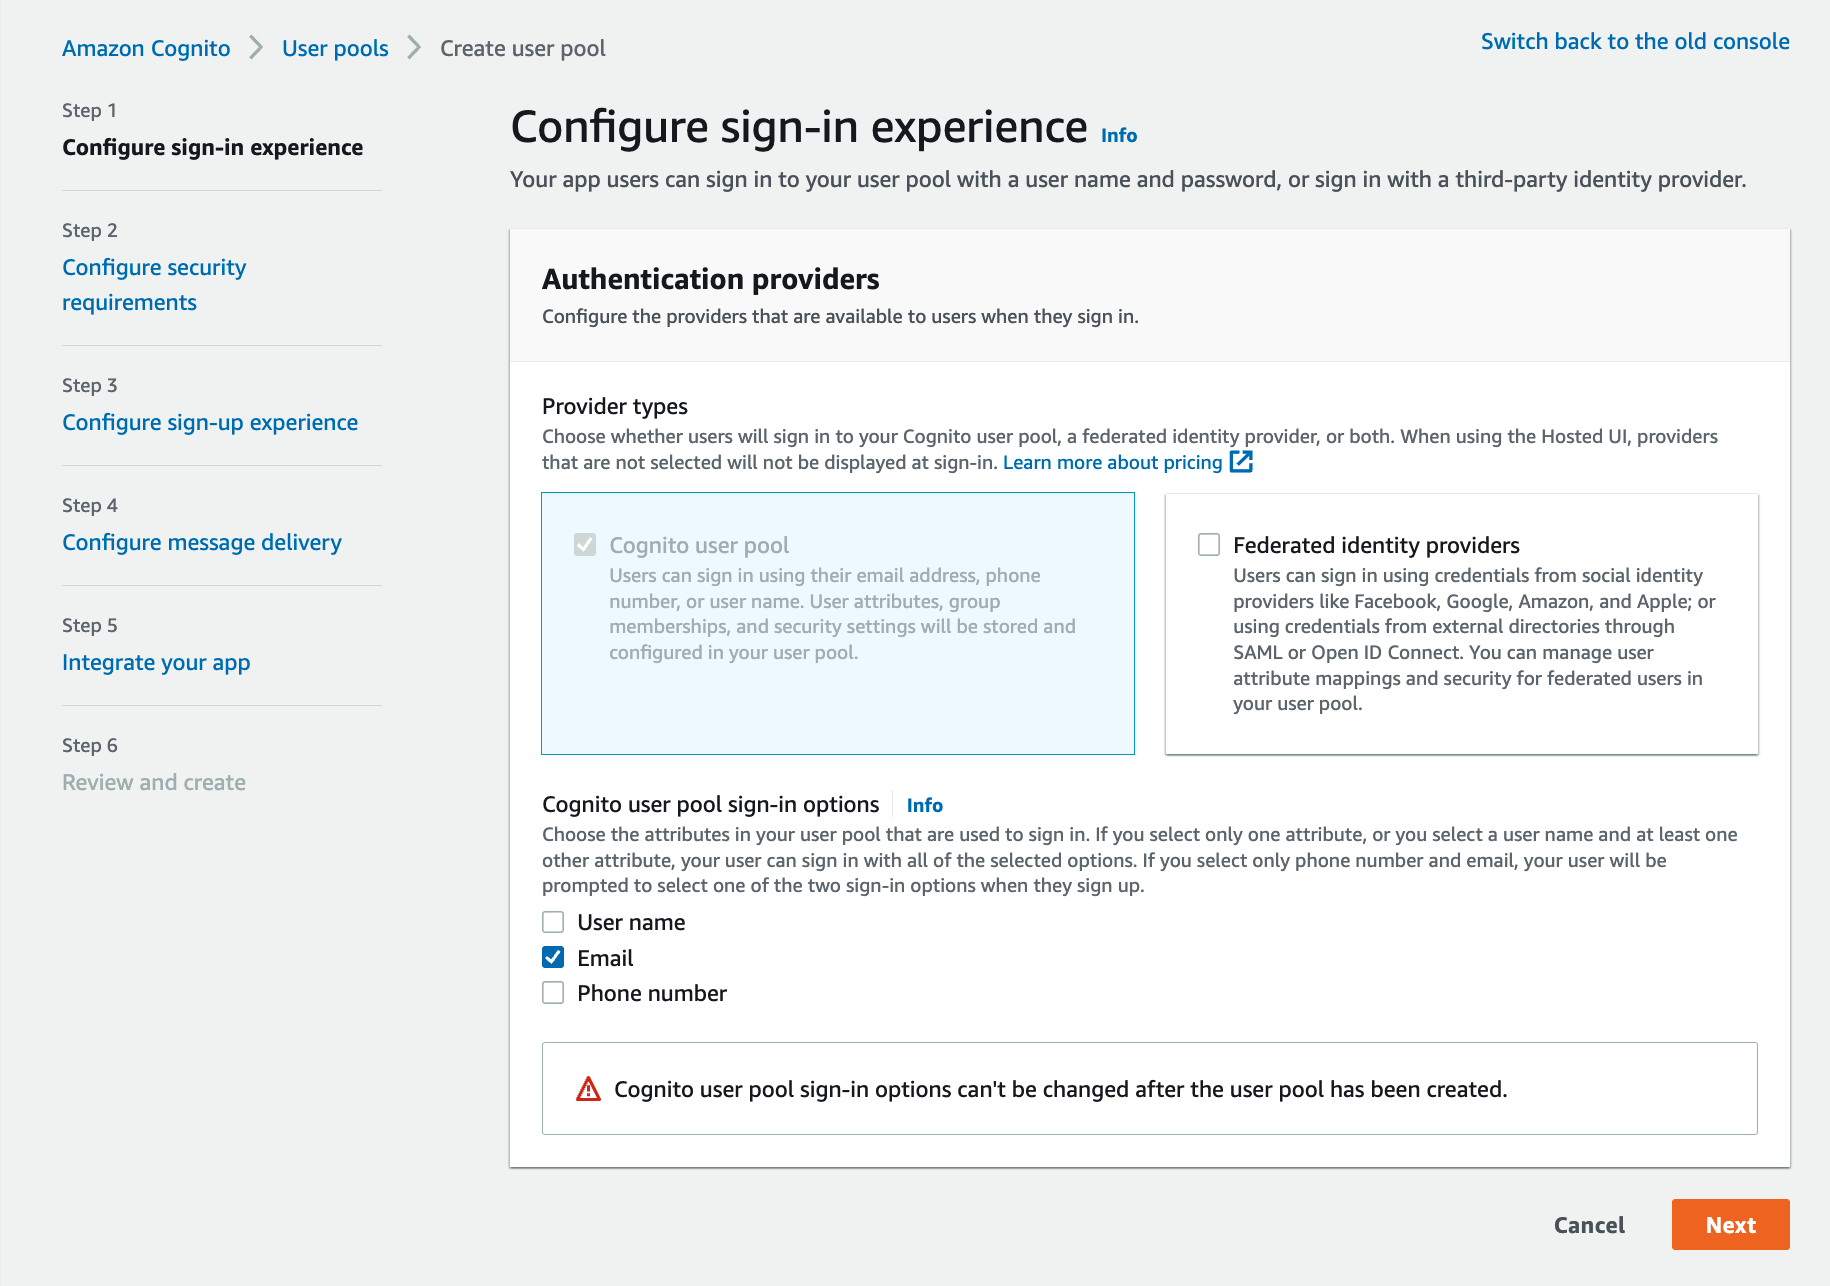 Amazon Cognito > User pools > Create user pool
Switch back to the old console
Step 1
Configure sign-in experience
Step 2
Configure security
requirements
Step 3
Configure sign-up experience
Step 4
Configure message delivery
Step 5
Integrate your app
Step 6
Review and create
Configure sign-in experience Info
Your app users can sign in to your user pool with a user name and password, or sign in with a third-party identity provider.
Authentication providers
Configure the providers that are available to users when they sign in.
Provider types
Choose whether users will sign in to your Cognito user pool, a federated identity provider, or both. When using the Hosted UI, providers
that are not selected will not be displayed at sign-in. Learn more about pricing
Cognito user pool
Users can sign in using their email address, phone
number, or user name. User attributes, group
memberships, and security settings will be stored and
configured in your user pool.
Federated identity providers
Users can sign in using credentials from social identity
providers like Facebook, Google, Amazon, and Apple; or
using credentials from external directories through
SAML or Open ID Connect. You can manage user
attribute mappings and security for federated users in
your user pool.
Cognito user pool sign-in options Info
Choose the attributes in your user pool that are used to sign in. If you select only one attribute, or you select a user name and at least one
other attribute, your user can sign in with all of the selected options. If you select only phone number and email, your user will be
prompted to select one of the two sign-in options when they sign up.
User name
Email
Phone number
Cognito user pool sign-in options can't be changed after the user pool has been created.
Cancel
Next